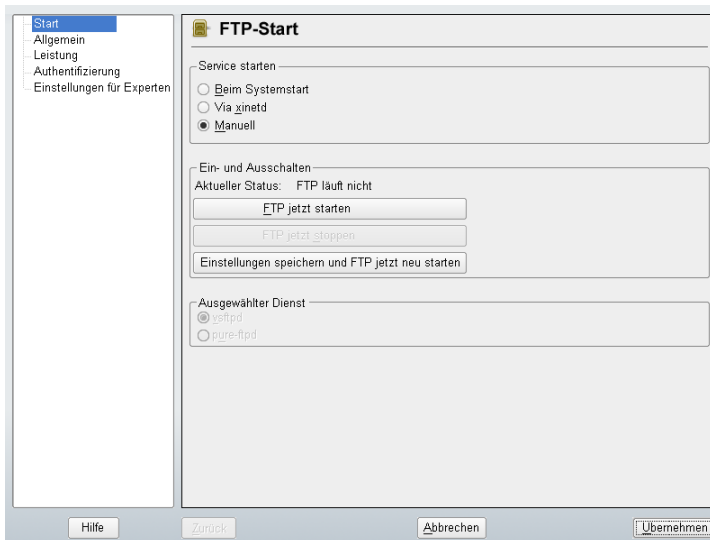 Start
Allgemein
Leistung
Authentifizierung
Einstellungen für Experten
FTP-Start
Service starten
Beim Systemstart
Via xinetd
Manuell
Ein- und Ausschalten
Aktueller Status: FTP läuft nicht
FTP jetzt starten
FTP jetzt stoppen
Einstellungen speichern und FTP jetzt neu starten
Ausgewählter Dienst
vsftpd
pure-ftpd
Hilfe
Zurück
Abbrechen
Übernehmen